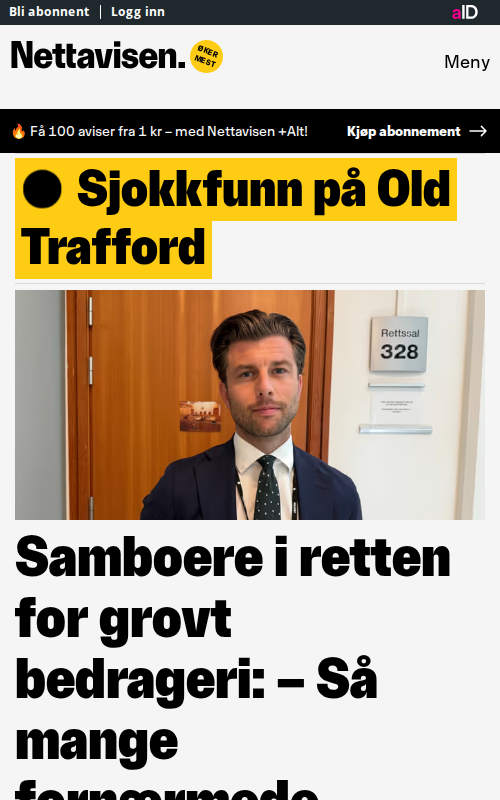 Bli abonnent | Logg inn
aID
Nettavisen.
ØKER
MEST
Meny
🔥 Få 100 aviser fra 1 kr – med Nettavisen +Alt!
Kjøp abonnement →
Sjokkfunn på Old
Trafford
Rettssal
328
Samboere i retten
for grovt
bedrageri: – Så
mange
fornærmede